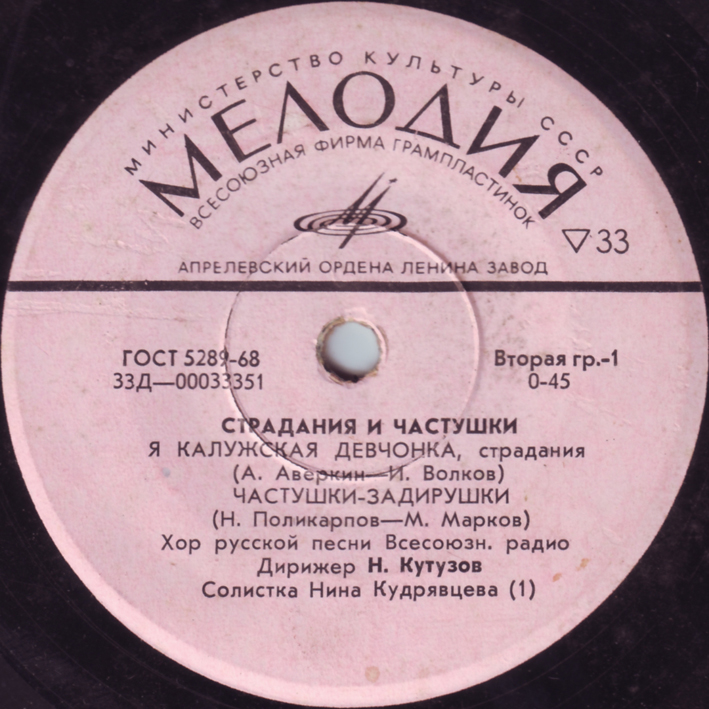 МИНИСТЕРСТВО КУЛЬТУРЫ СССР
МЕЛОДИЯ
ВСЕСОЮЗНАЯ ФИРМА ГРАМПЛАСТИНОК
33
АПРЕЛЕВСКИЙ ОРДЕНА ЛЕНИНА ЗАВОД
ГОСТ 5289-68 Вторая гр.-1
33Д—00033351 0-45
СТРАДАНИЯ И ЧАСТУШКИ
Я КАЛУЖСКАЯ ДЕВЧОНКА, страдания
(А. Аверкин—И. Волков)
ЧАСТУШКИ-ЗАДИРУШКИ
(Н. Поликарпов—М. Марков)
Хор русской песни Всесоюзн. радио
Дирижер Н. Кутузов
Солистка Нина Кудрявцева (1)